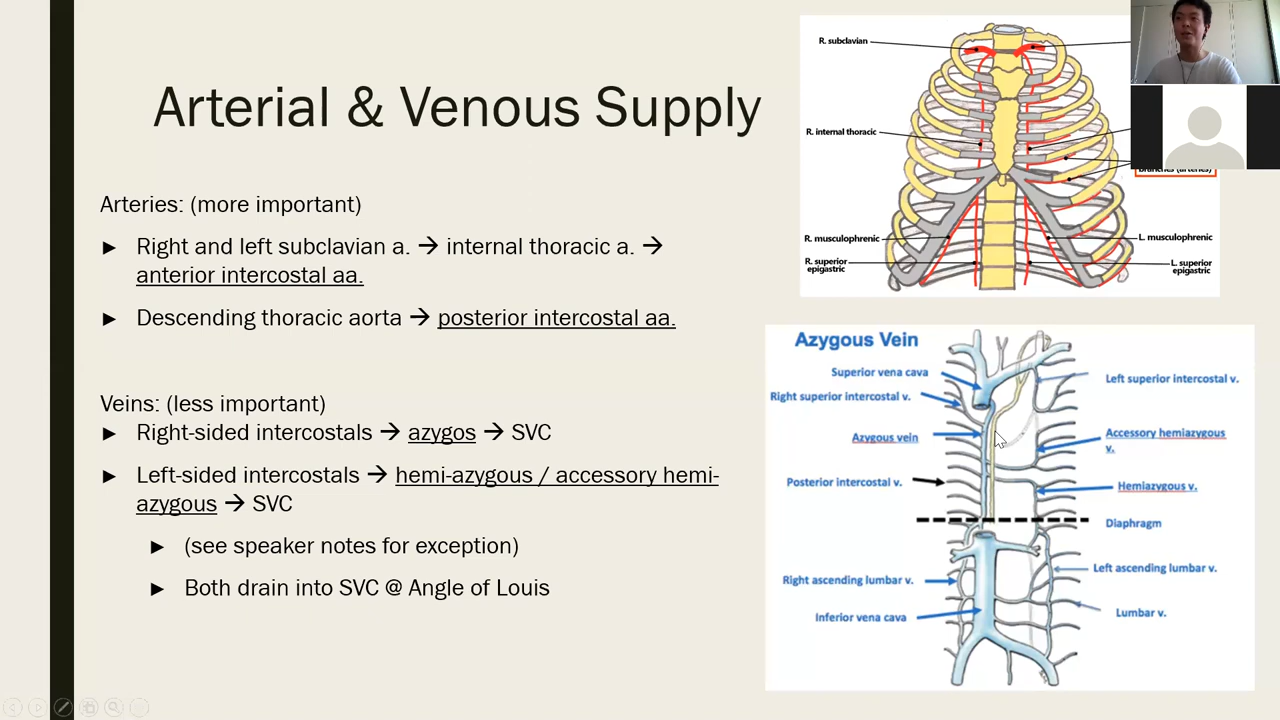 Arterial & Venous Supply
Arteries: (more important)
► Right and left subclavian a. → internal thoracic a. →
anterior intercostal aa.
► Descending thoracic aorta → posterior intercostal aa.
Veins: (less important)
► Right-sided intercostals → azygos → SVC
► Left-sided intercostals → hemi-azygous / accessory hemi-
azygous → SVC
► (see speaker notes for exception)
► Both drain into SVC @ Angle of Louis
R. subclavian
R. internal thoracic
branches (arteries)
R. musculophrenic
L. musculophrenic
R. superior
epigastric
L. superior
epigastric
Azygous Vein
Superior vena cava
Left superior intercostal v.
Right superior intercostal v.
Azygous vein
Accessory hemiazygous
v.
Posterior intercostal v.
Hemiazygous v.
Diaphragm
Right ascending lumbar v.
Left ascending lumbar v.
Inferior vena cava
Lumbar v.